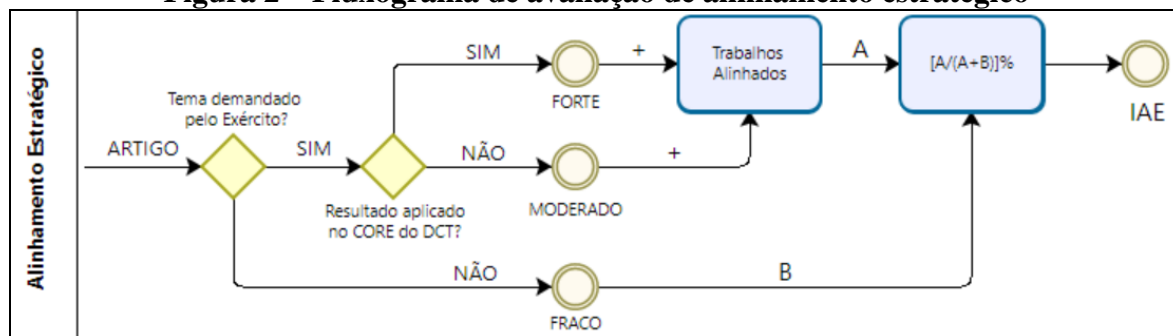 Figura 2 – Fluxograma de avaliação de alinhamento estratégico
Alinhamento Estratégico
ARTIGO
Tema demandado
pelo Exército?
SIM
Resultado aplicado
no CORE do DCT?
SIM
FORTE
+
Trabalhos
Alinhados
A
[A/(A+B)]%
IAE
NÃO
MODERADO
+
NÃO
FRACO
B